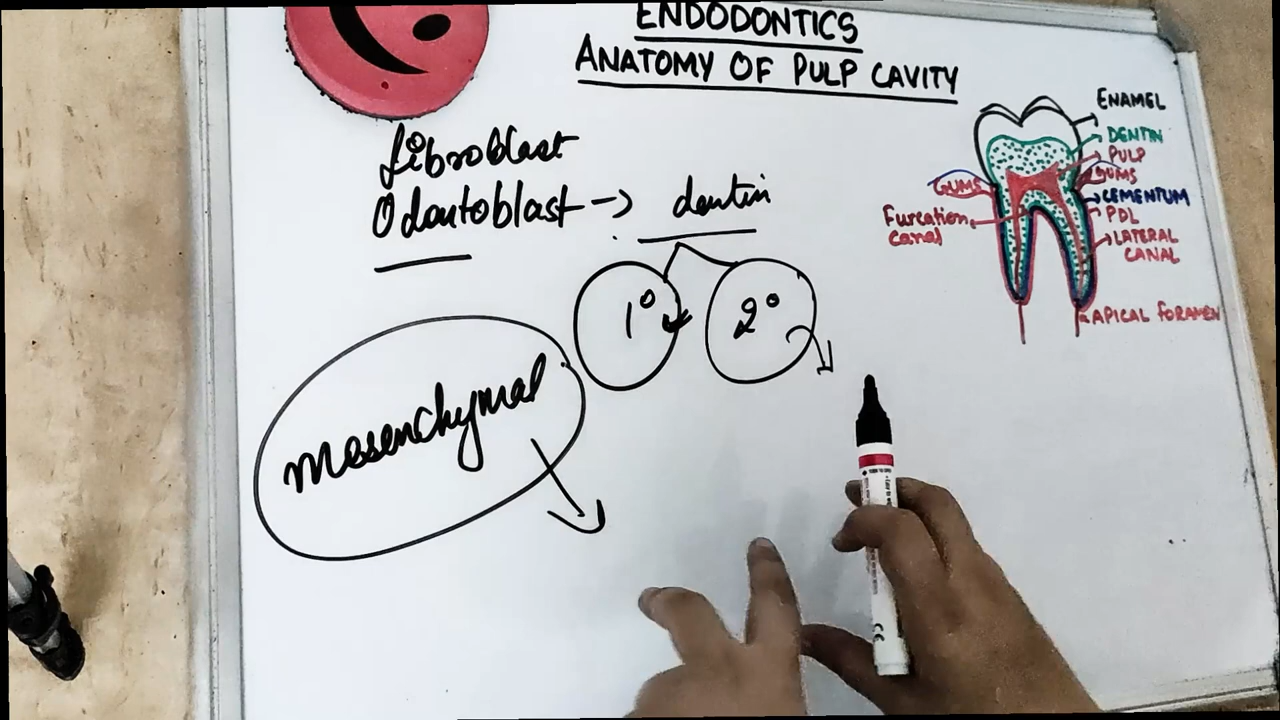 ENDODONTICS
ANATOMY OF PULP CAVITY
fibroblast
Odontoblast -> dentin
1° 2°
mesenchymal
ENAMEL
DENTIN
PULP
GUMS
GUMS
CEMENTUM
Furcation
canal
PDL
LATERAL
CANAL
APICAL FORAMEN